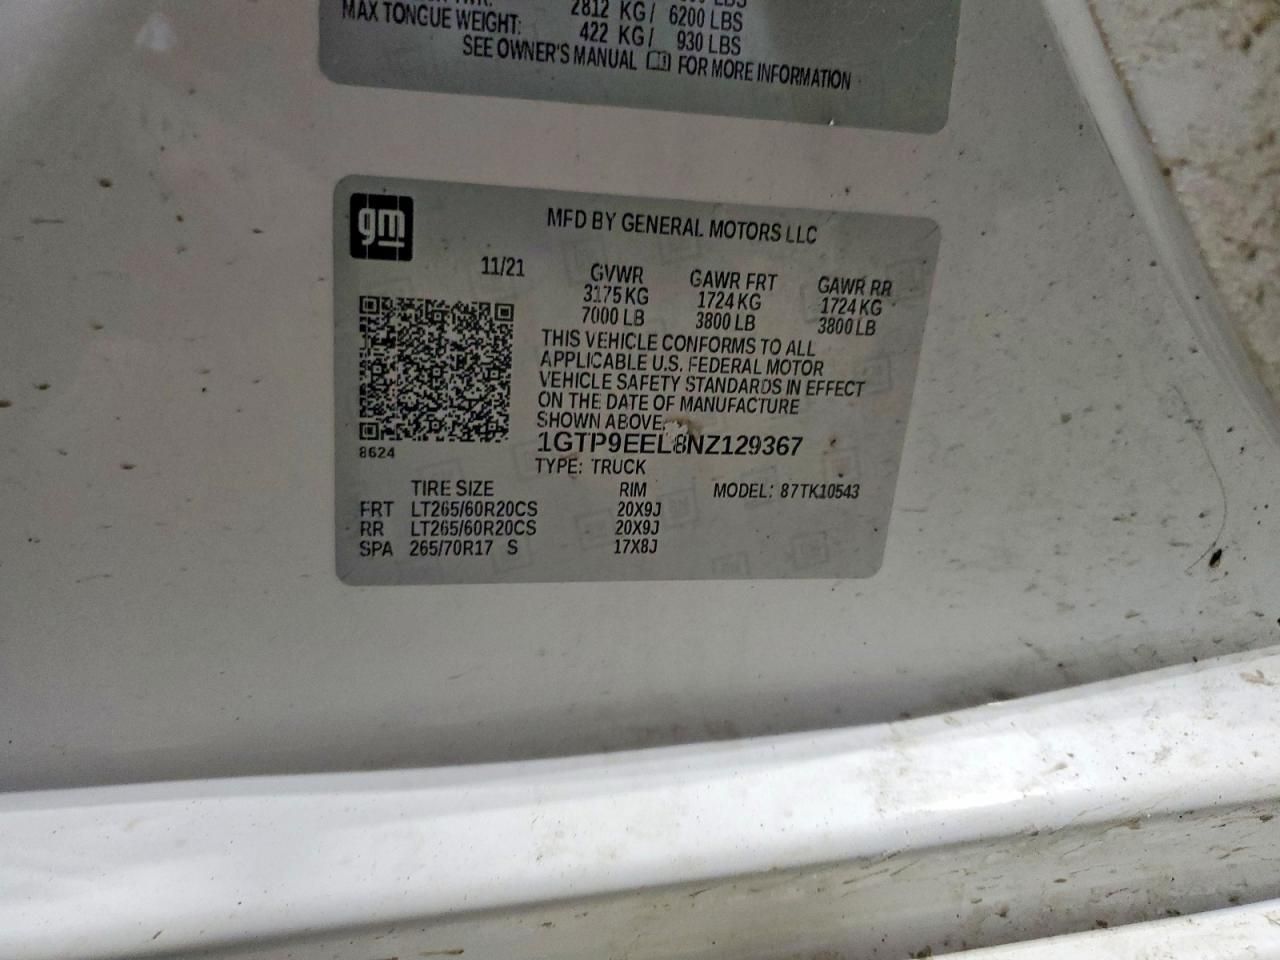 2812 KG/ 6200 LBS
MAX TONGUE WEIGHT: 422 KG/ 930 LBS
SEE OWNER'S MANUAL FOR MORE INFORMATION
gm
MFD BY GENERAL MOTORS LLC
11/21 GVWR GAWR FRT GAWR RR
3175 KG 1724 KG 1724 KG
7000 LB 3800 LB 3800 LB
THIS VEHICLE CONFORMS TO ALL
APPLICABLE U.S. FEDERAL MOTOR
VEHICLE SAFETY STANDARDS IN EFFECT
ON THE DATE OF MANUFACTURE
SHOWN ABOVE.
1GTP9EEL8NZ129367
8624
TYPE: TRUCK
TIRE SIZE RIM MODEL: 87TK10543
FRT LT265/60R20CS 20X9J
RR LT265/60R20CS 20X9J
SPA 265/70R17 S 17X8J